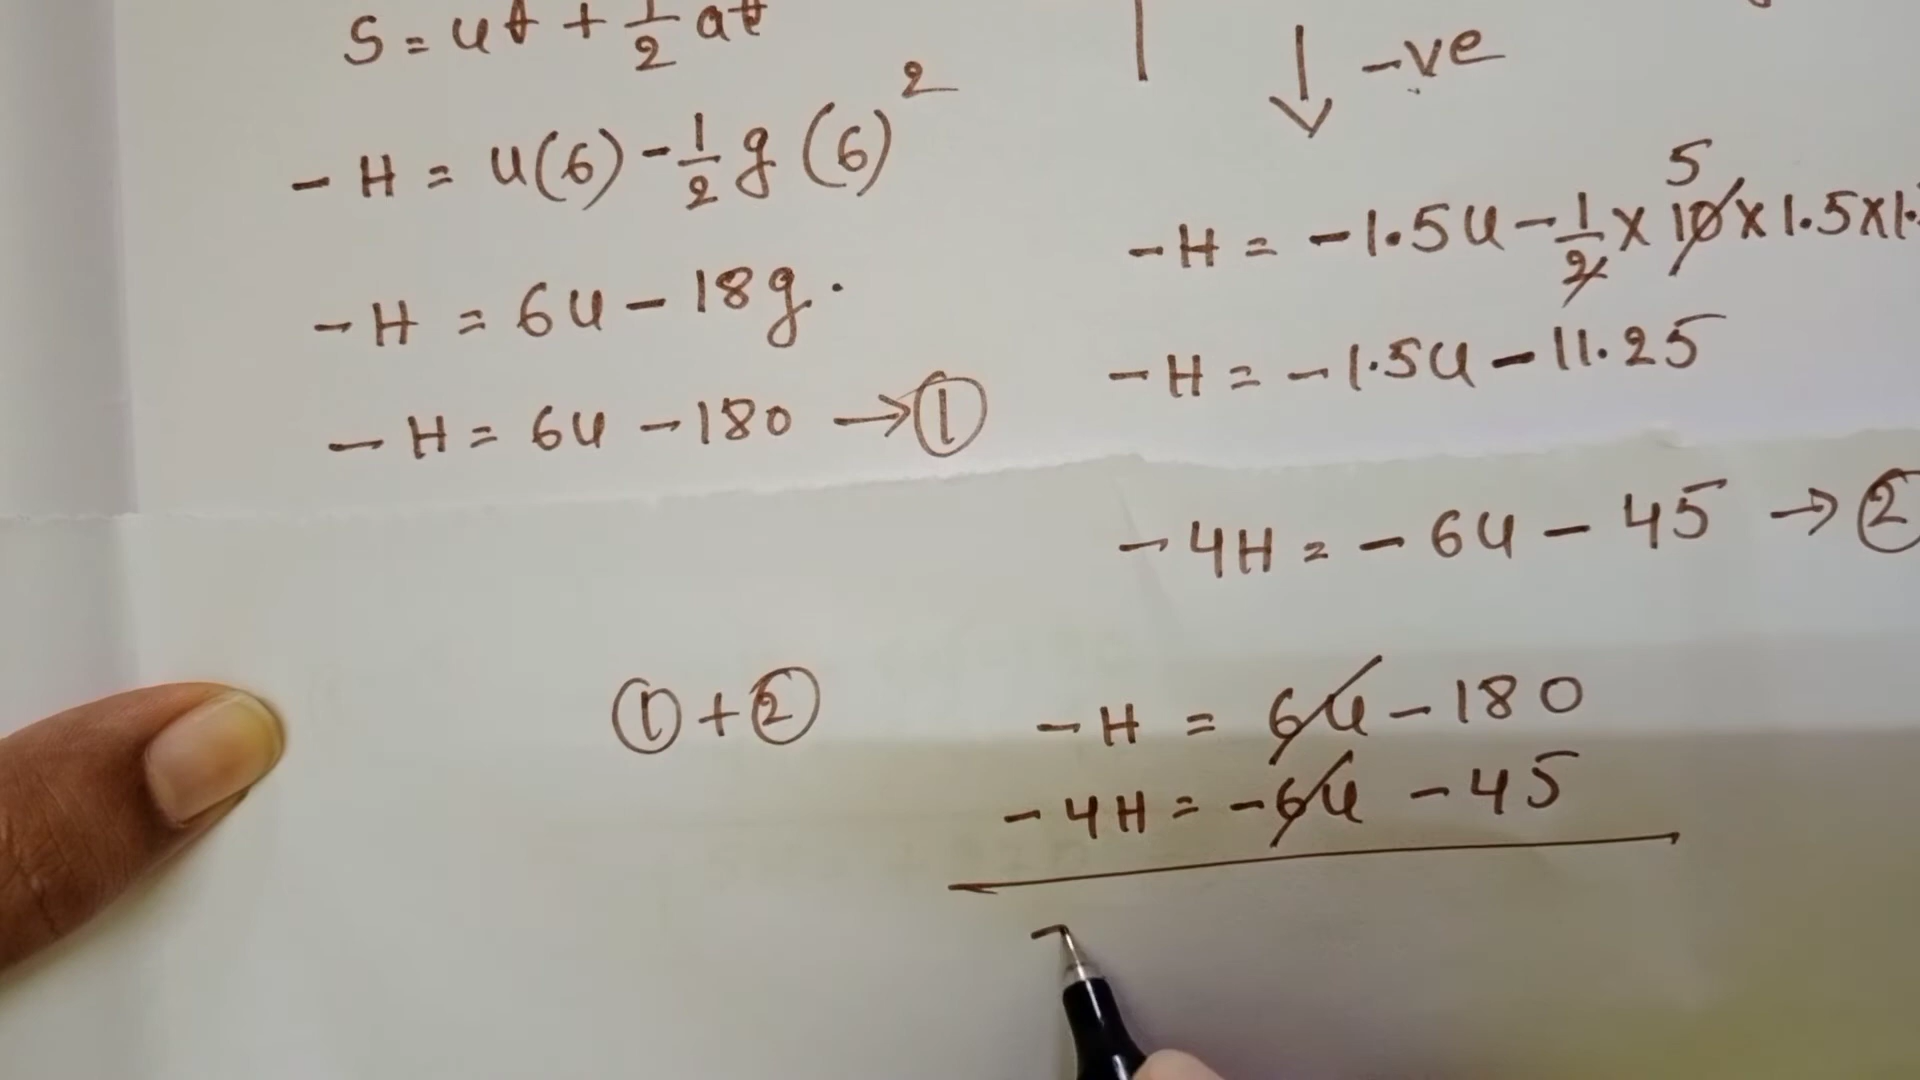 S = ut + 1/2 at
-H = u(6) - 1/2 g (6)²
-H = 6u - 18g.
-H = 6u - 180 → ①
↓ -ve
5
-H = -1.5u - 1/2 × 10 × 1.5 × 1.
-H = -1.5u - 11.25
-4H = -6u - 45 → ②
① + ②
-H = 6u - 180
-4H = -6u - 45
-